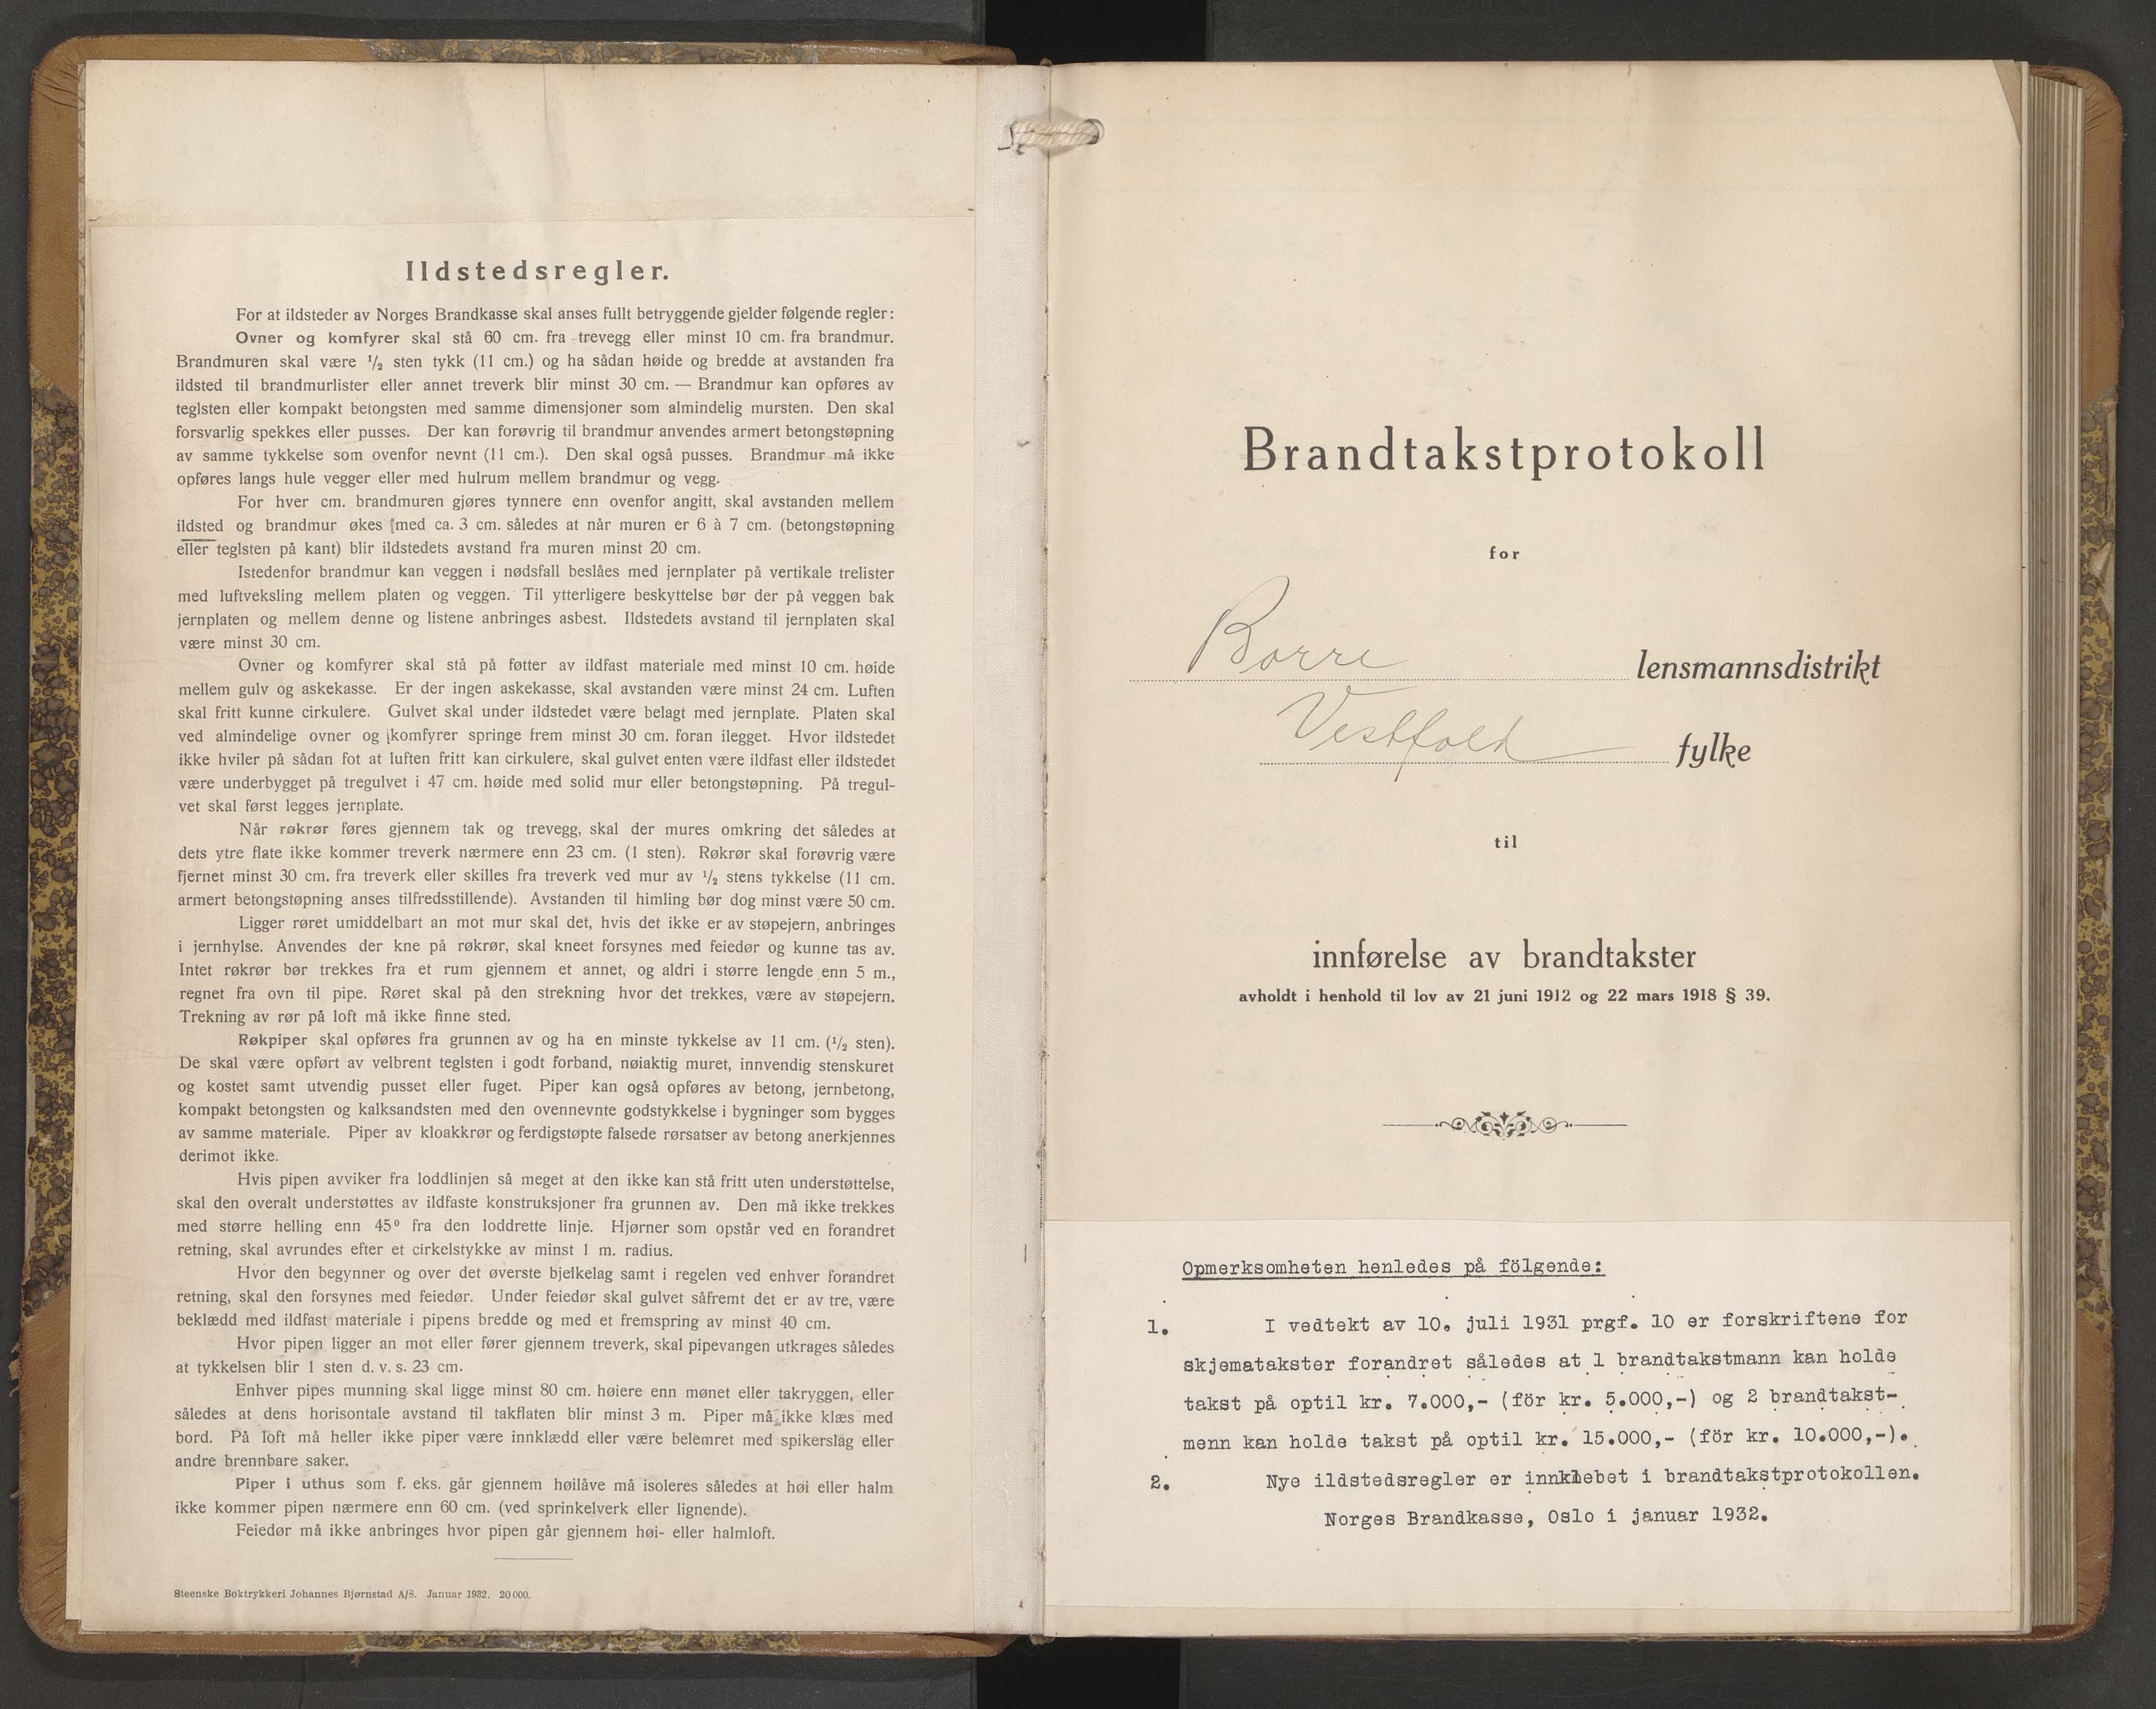 Ildstedsregler.
For at ildsteder av Norges Brandkasse skal anses fullt betryggende gjelder følgende regler:
Ovner og komfyrer skal stå 60 cm. fra trevegg eller minst 10 cm. fra brandmur.
Brandmuren skal være 1/2 sten tykk (11 cm.) og ha sådan høide og bredde at avstanden fra
ildsted til brandmurlister eller annet treverk blir minst 30 cm. — Brandmur kan opføres av
teglsten eller kompakt betongsten med samme dimensjoner som almindelig mursten. Den skal
forsvarlig spekkes eller pusses. Der kan forøvrig til brandmur anvendes armert betongstøpning
av samme tykkelse som ovenfor nevnt (11 cm.). Den skal også pusses. Brandmur må ikke
opføres langs hule vegger eller med hulrum mellem brandmur og vegg.
For hver cm. brandmuren gjøres tynnere enn ovenfor angitt, skal avstanden mellem
ildsted og brandmur økes med ca. 3 cm. således at når muren er 6 à 7 cm. (betongstøpning
eller teglsten på kant) blir ildstedets avstand fra muren minst 20 cm.
Istedenfor brandmur kan veggen i nødsfall beslåes med jernplater på vertikale trelister
med luftveksling mellem platen og veggen. Til ytterligere beskyttelse bør der på veggen bak
jernplaten og mellem denne og listene anbringes asbest. Ildstedets avstand til jernplaten skal
være minst 30 cm.
Ovner og komfyrer skal stå på føtter av ildfast materiale med minst 10 cm. høide
mellem gulv og askekasse. Er der ingen askekasse, skal avstanden være minst 24 cm. Luften
skal fritt kunne cirkulere. Gulvet skal under ildstedet være belagt med jernplate. Platen skal
ved almindelige ovner og komfyrer springe frem minst 30 cm. foran ilegget. Hvor ildstedet
ikke hviler på sådan fot at luften fritt kan cirkulere, skal gulvet enten være ildfast eller ildstedet
være underbygget på tregulvet i 47 cm. høide med solid mur eller betongstøpning. På tregul-
vet skal først legges jernplate.
Når røkrør føres gjennem tak og trevegg, skal der mures omkring det således at
dets ytre flate ikke kommer treverk nærmere enn 23 cm. (1 sten). Røkrør skal forøvrig være
fjernet minst 30 cm. fra treverk eller skilles fra treverk ved mur av 1/2 stens tykkelse (11 cm.
armert betongstøpning anses tilfredsstillende). Avstanden til himling bør dog minst være 50 cm.
Ligger røret umiddelbart an mot mur skal det, hvis det ikke er av støpejern, anbringes
i jernhylse. Anvendes der kne på røkrør, skal kneet forsynes med feiedør og kunne tas av.
Intet røkrør bør trekkes fra et rum gjennem et annet, og aldri i større lengde enn 5 m.,
regnet fra ovn til pipe. Røret skal på den strekning hvor det trekkes, være av støpejern.
Trekning av rør på loft må ikke finne sted.
Røkpiper skal opføres fra grunnen av og ha en minste tykkelse av 11 cm. (1/2 sten).
De skal være opført av velbrent teglsten i godt forband, nøiaktig muret, innvendig stenskuret
og kostet samt utvendig pusset eller fuget. Piper kan også opføres av betong, jernbetong,
kompakt betongsten og kalksandsten med den ovennevnte godstykkelse i bygninger som bygges
av samme materiale. Piper av kloakkrør og ferdigstøpte falsede rørsatser av betong anerkjennes
derimot ikke.
Hvis pipen avviker fra loddlinjen så meget at den ikke kan stå fritt uten understøttelse,
skal den overalt understøttes av ildfaste konstruksjoner fra grunnen av. Den må ikke trekkes
med større helling enn 45º fra den loddrette linje. Hjørner som opstår ved en forandret
retning, skal avrundes efter et cirkelstykke av minst 1 m. radius.
Hvor den begynner og over det øverste bjelkelag samt i regelen ved enhver forandret
retning, skal den forsynes med feiedør. Under feiedør skal gulvet såfremt det er av tre, være
beklædd med ildfast materiale i pipens bredde og med et fremspring av minst 40 cm.
Hvor pipen ligger an mot eller fører gjennem treverk, skal pipevangen utkrages således
at tykkelsen blir 1 sten d. v. s. 23 cm.
Enhver pipes munning skal ligge minst 80 cm. høiere enn mønet eller takryggen, eller
således at dens horisontale avstand til takflaten blir minst 3 m. Piper må ikke klæs med
bord. På loft må heller ikke piper være innklædd eller være belemret med spikerslag eller
andre brennbare saker.
Piper i uthus som f. eks. går gjennem høilåve må isoleres således at høi eller halm
ikke kommer pipen nærmere enn 60 cm. (ved sprinkelverk eller lignende).
Feiedør må ikke anbringes hvor pipen går gjennem høi- eller halmloft.
Steenske Boktrykkeri Johannes Bjørnstad A/S. Januar 1932. 20 000.
Brandtakstprotokoll
for
Borre lensmannsdistrikt
Vestfold fylke
til
innførelse av brandtakster
avholdt i henhold til lov av 21 juni 1912 og 22 mars 1918 § 39.
Opmerksomheten henledes på fölgende:
1. I vedtekt av 10. juli 1931 prgf. 10 er forskriftene for
skjematakster forandret således at 1 brandtakstmann kan holde
takst på optil kr. 7.000,- (för kr. 5.000,-) og 2 brandtakst-
menn kan holde takst på optil kr. 15.000,- (för kr. 10.000,-).
2. Nye ildstedsregler er innklebet i brandtakstprotokollen.
Norges Brandkasse, Oslo i januar 1932.